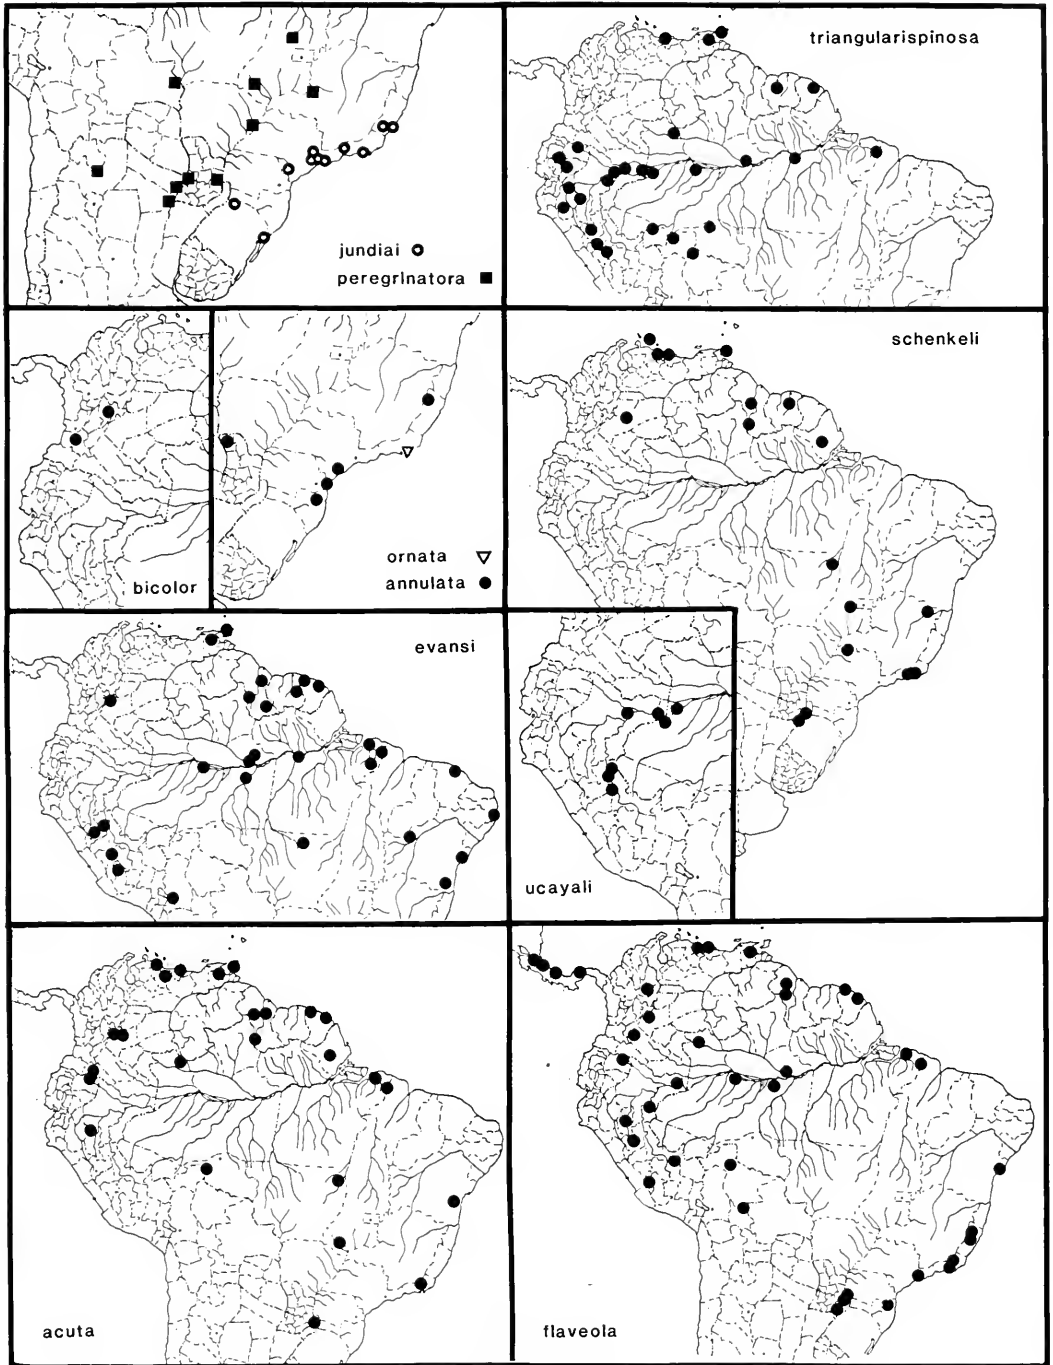 triangularispinosa
jundiai
peregrinatora
schenkeli
bicolor
ornata
annulata
evansi
ucayali
acuta
flaveola